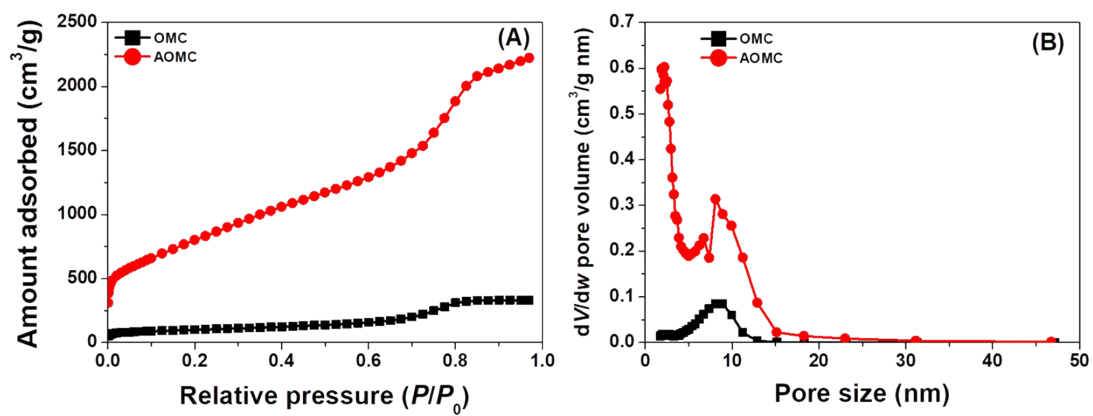 Amount adsorbed (cm³/g)
2500
2000
1500
1000
500
0
OMC
AOMC
(A)
0.0 0.2 0.4 0.6 0.8 1.0
Relative pressure (P/P₀)
dV/dw pore volume (cm³/g nm)
0.7
0.6
0.5
0.4
0.3
0.2
0.1
0.0
OMC
AOMC
(B)
0 10 20 30 40 50
Pore size (nm)